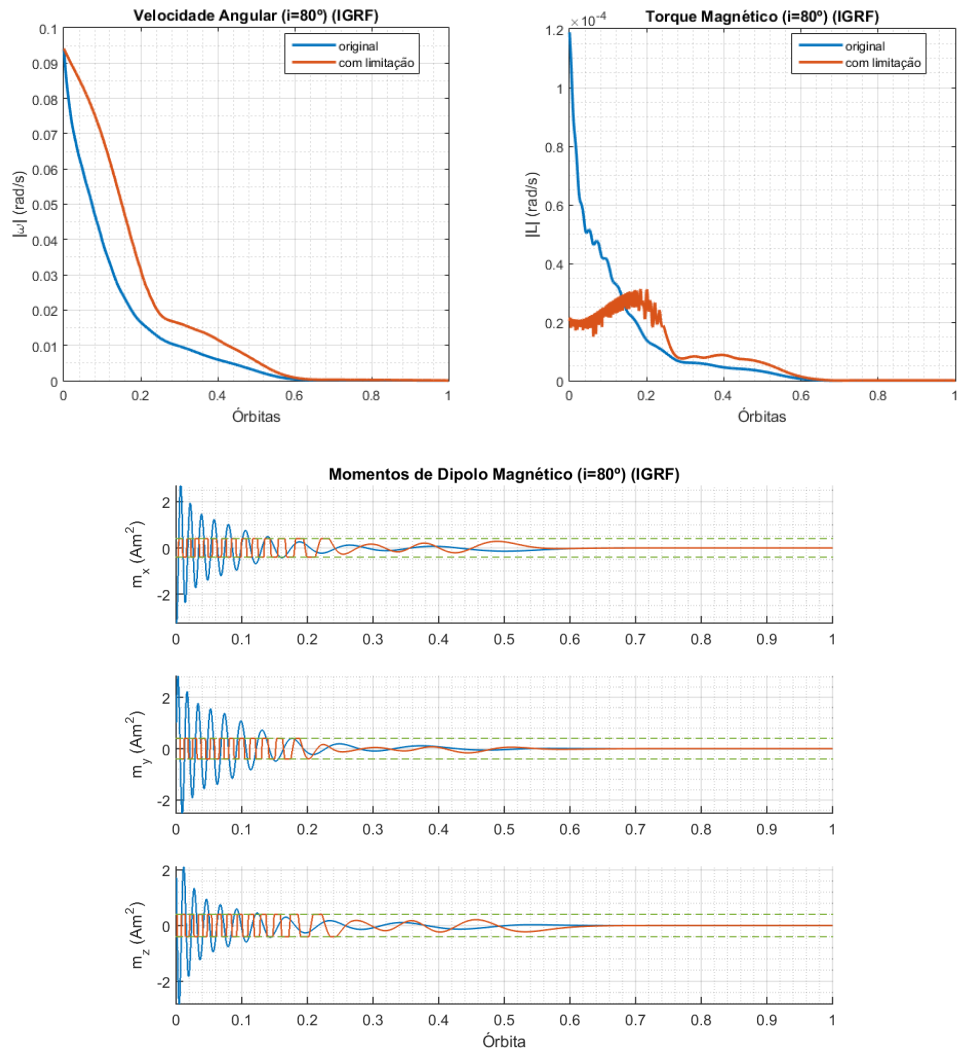 Velocidade Angular (i=80º) (IGRF)
0.1
0.09
0.08
0.07
0.06
0.05
0.04
0.03
0.02
0.01
0
|ω| (rad/s)
original
com limitação
0 0.2 0.4 0.6 0.8 1
Órbitas
×10^-4
Torque Magnético (i=80º) (IGRF)
1.2
1
0.8
0.6
0.4
0.2
0
|L| (rad/s)
original
com limitação
0 0.2 0.4 0.6 0.8 1
Órbitas
Momentos de Dipolo Magnético (i=80º) (IGRF)
2
0
-2
m_x (Am^2)
0 0.1 0.2 0.3 0.4 0.5 0.6 0.7 0.8 0.9 1
2
0
-2
m_y (Am^2)
0 0.1 0.2 0.3 0.4 0.5 0.6 0.7 0.8 0.9 1
2
0
-2
m_z (Am^2)
0 0.1 0.2 0.3 0.4 0.5 0.6 0.7 0.8 0.9 1
Órbita